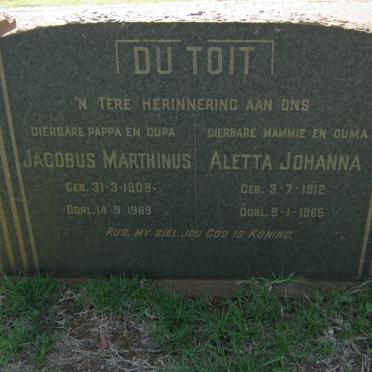 DU TOIT
'N TERE HERINNERING AAN ONS
DIERBARE PAPPA EN OUPA
JACOBUS MARTHINUS
GEB. 31-3-1908.
OORL. 14-9-1989
DIERBARE MAMMIE EN OUMA
ALETTA JOHANNA
GEB. 3-7-1912
OORL. 9-1-1965
RUS, MY SIEL, JOU GOD IS KONING.